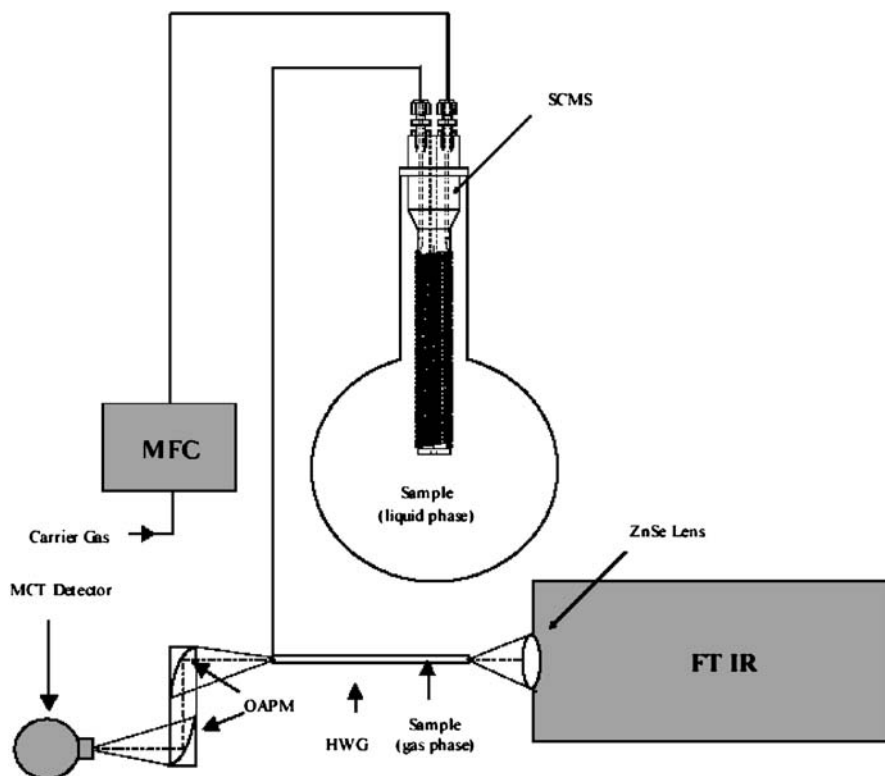 SCMS
MFC
Sample
(liquid phase)
Carrier Gas
ZnSe Lens
MCT Detector
FT IR
OAPM
HWG
Sample
(gas phase)